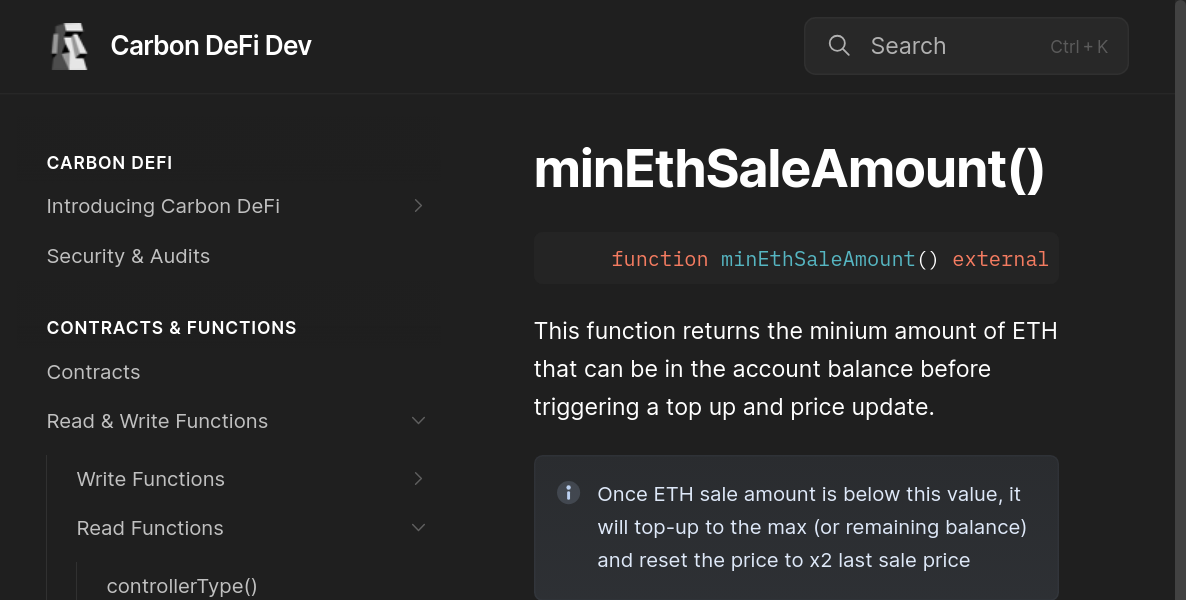 Carbon DeFi Dev
Search
Ctrl + K
CARBON DEFI
Introducing Carbon DeFi
Security & Audits
CONTRACTS & FUNCTIONS
Contracts
Read & Write Functions
Write Functions
Read Functions
controllerType()
minEthSaleAmount()
function minEthSaleAmount() external
This function returns the minium amount of ETH
that can be in the account balance before
triggering a top up and price update.
Once ETH sale amount is below this value, it
will top-up to the max (or remaining balance)
and reset the price to x2 last sale price